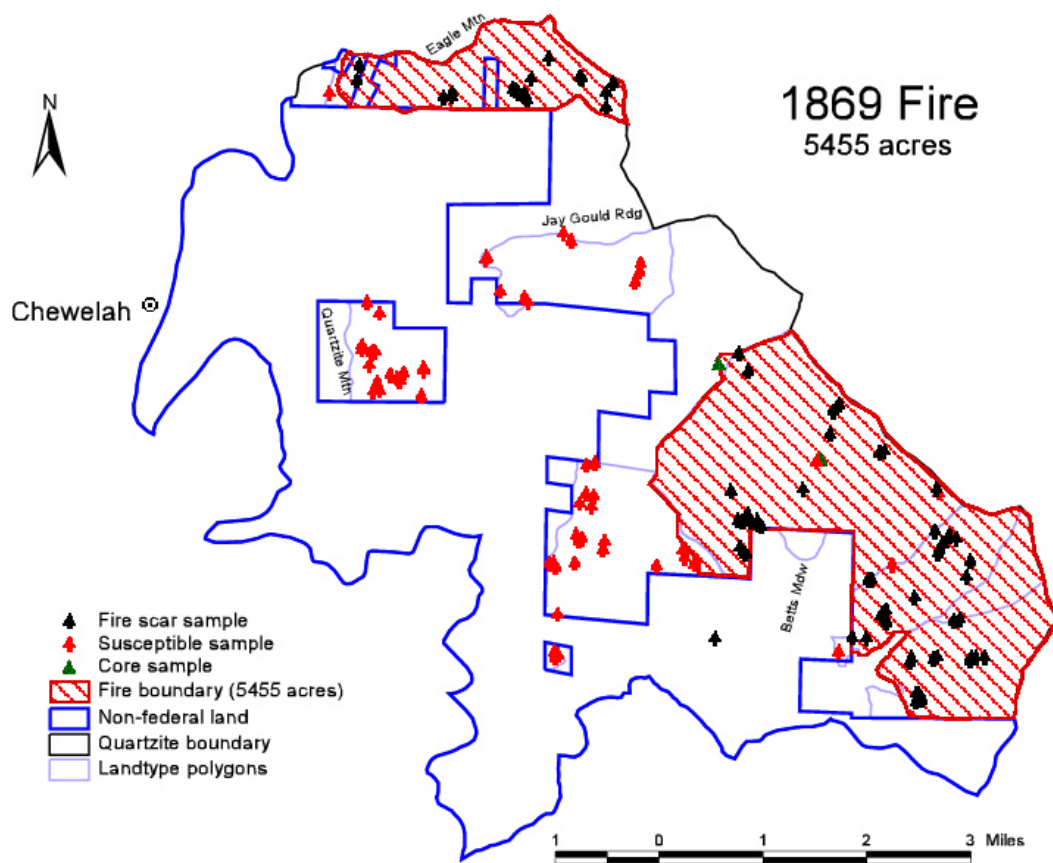 Eagle Mtn
N
1869 Fire
5455 acres
Jay Gould Rdg
Chewelah
Quartzite Mtn
Betts Mdw
Fire scar sample
Susceptible sample
Core sample
Fire boundary (5455 acres)
Non-federal land
Quartzite boundary
Landtype polygons
1 0 1 2 3 Miles